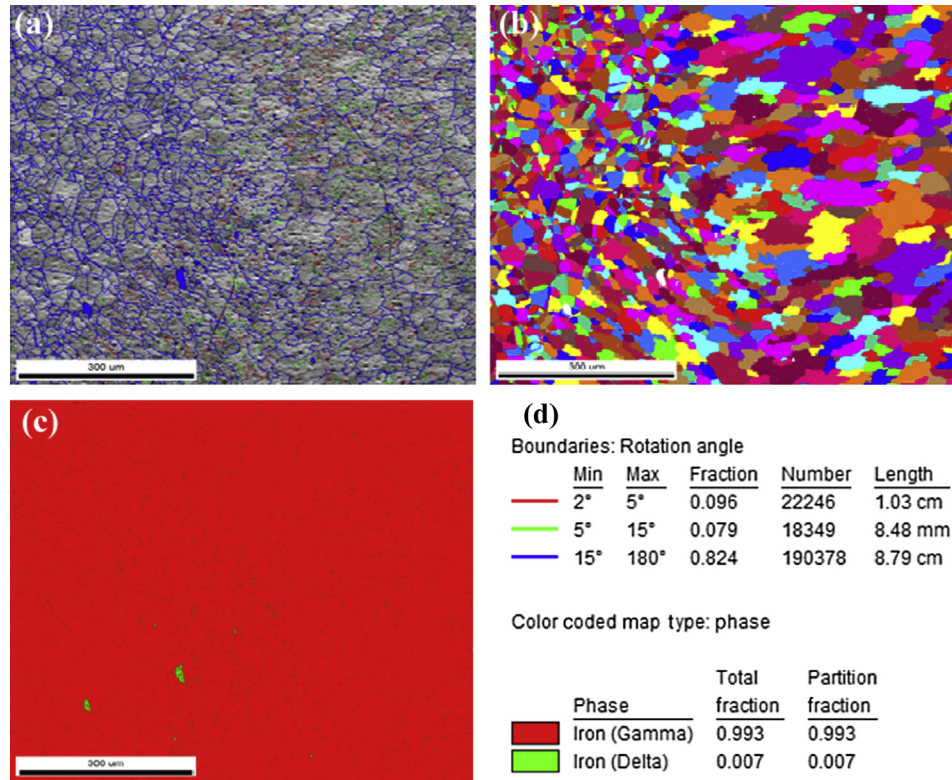 (a)
300 um
(b)
300 um
(c)
300 um
(d)
Boundaries: Rotation angle
Min Max Fraction Number Length
2° 5° 0.096 22246 1.03 cm
5° 15° 0.079 18349 8.48 mm
15° 180° 0.824 190378 8.79 cm
Color coded map type: phase
Total Partition
Phase fraction fraction
Iron (Gamma) 0.993 0.993
Iron (Delta) 0.007 0.007